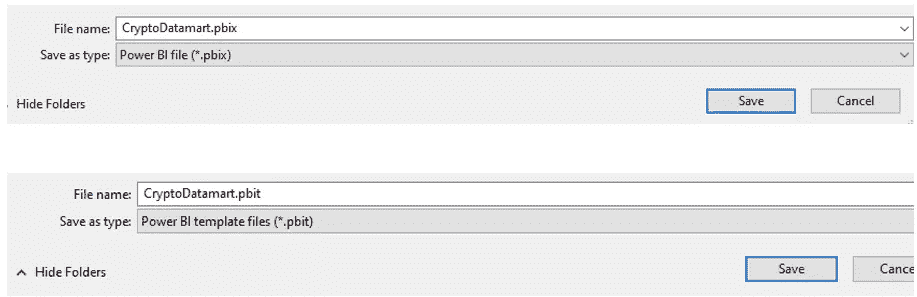 File name: CryptoDatamart.pbix
Save as type: Power BI file (*.pbix)
Hide Folders Save Cancel
File name: CryptoDatamart.pbit
Save as type: Power BI template files (*.pbit)
Hide Folders Save Cance